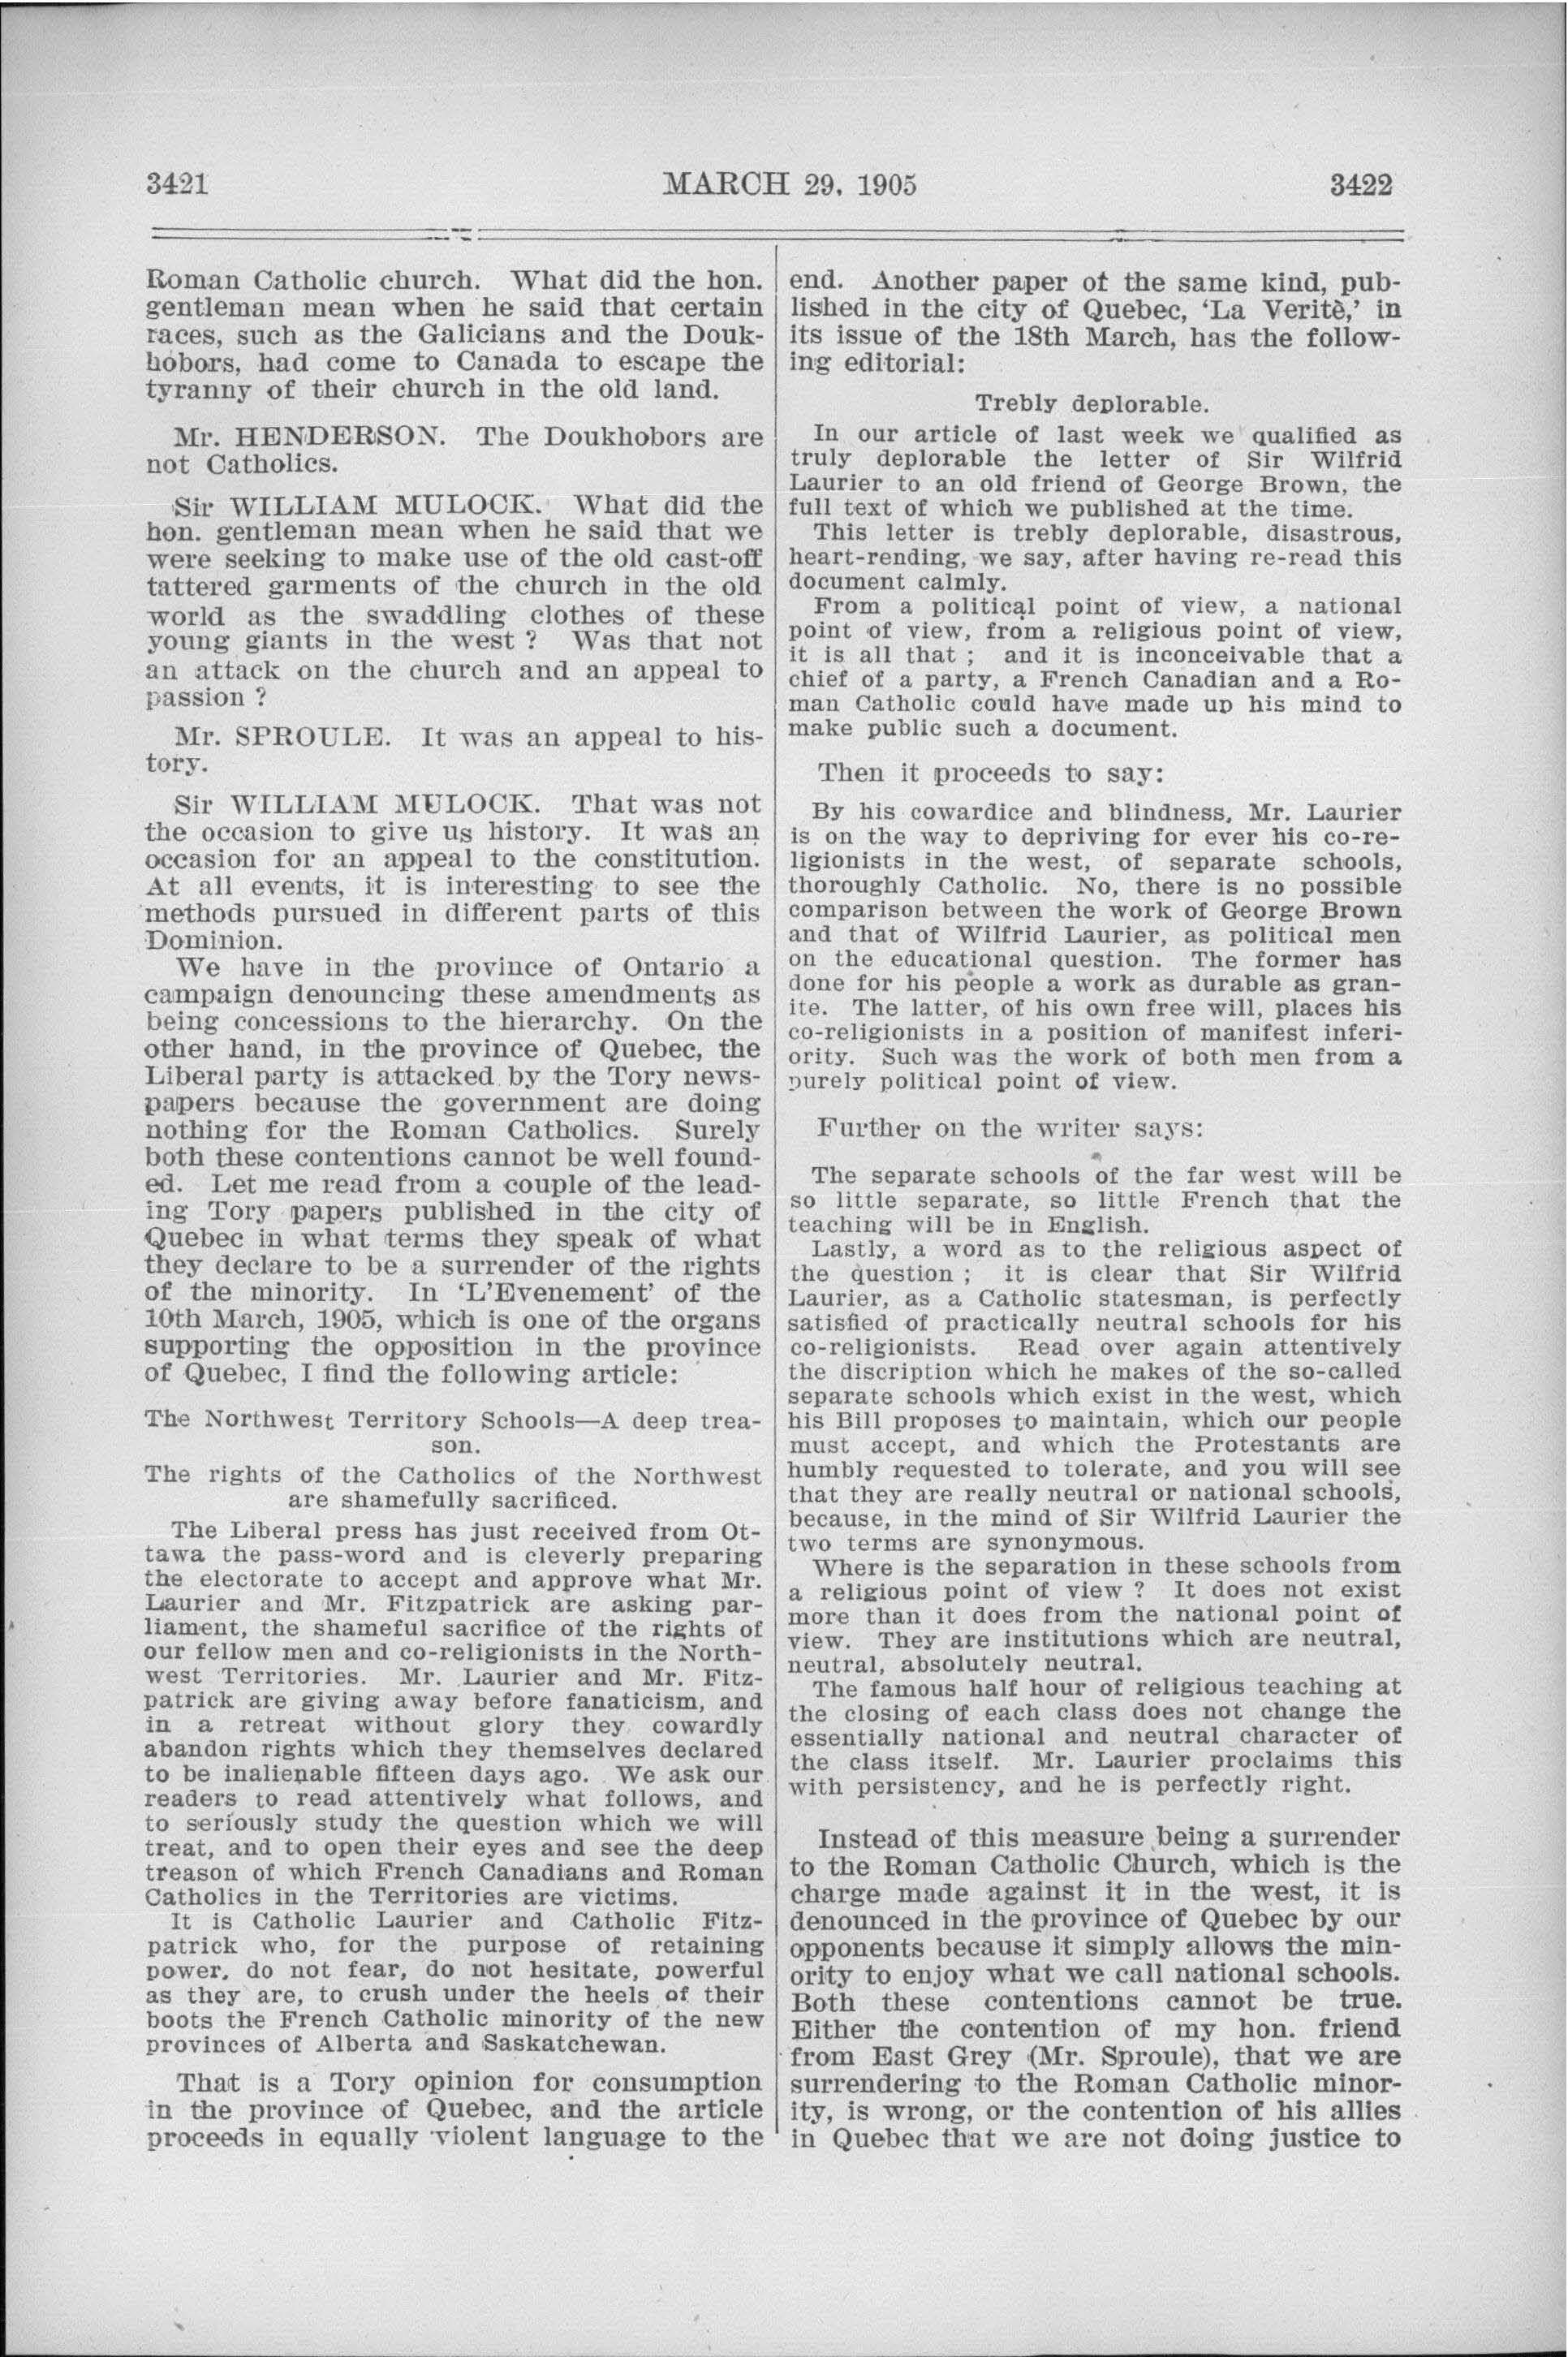 3421 MARCH 29, 1905 3422
Roman Catholic church. What did the hon.
gentleman mean when he said that certain
races, such as the Galicians and the Douk-
hobors, had come to Canada to escape the
tyranny of their church in the old land.
Mr. HENDERSON. The Doukhobors are
not Catholics.
Sir WILLIAM MULOCK. What did the
hon. gentleman mean when he said that we
were seeking to make use of the old cast-off
tattered garments of the church in the old
world as the swaddling clothes of these
young giants in the west ? Was that not
an attack on the church and an appeal to
passion ?
Mr. SPROULE. It was an appeal to his-
tory.
Sir WILLIAM MULOCK. That was not
the occasion to give us history. It was an
occasion for an appeal to the constitution.
At all events, it is interesting to see the
methods pursued in different parts of this
Dominion.
We have in the province of Ontario a
campaign denouncing these amendments as
being concessions to the hierarchy. On the
other hand, in the province of Quebec, the
Liberal party is attacked by the Tory news-
papers because the government are doing
nothing for the Roman Catholics. Surely
both these contentions cannot be well found-
ed. Let me read from a couple of the lead-
ing Tory papers published in the city of
Quebec in what terms they speak of what
they declare to be a surrender of the rights
of the minority. In 'L'Evenement' of the
10th March, 1905, which is one of the organs
supporting the opposition in the province
of Quebec, I find the following article:
The Northwest Territory Schools—A deep trea-
son.
The rights of the Catholics of the Northwest
are shamefully sacrificed.
The Liberal press has just received from Ot-
tawa the pass-word and is cleverly preparing
the electorate to accept and approve what Mr.
Laurier and Mr. Fitzpatrick are asking par-
liament, the shameful sacrifice of the rights of
our fellow men and co-religionists in the North-
west Territories. Mr. Laurier and Mr. Fitz-
patrick are giving away before fanaticism, and
in a retreat without glory they cowardly
abandon rights which they themselves declared
to be inalienable fifteen days ago. We ask our
readers to read attentively what follows, and
to seriously study the question which we will
treat, and to open their eyes and see the deep
treason of which French Canadians and Roman
Catholics in the Territories are victims.
It is Catholic Laurier and Catholic Fitz-
patrick who, for the purpose of retaining
power, do not fear, do not hesitate, powerful
as they are, to crush under the heels of their
boots the French Catholic minority of the new
provinces of Alberta and Saskatchewan.
That is a Tory opinion for consumption
in the province of Quebec, and the article
proceeds in equally violent language to the
end. Another paper of the same kind, pub-
lished in the city of Quebec, 'La Veritè,' in
its issue of the 18th March, has the follow-
ing editorial:
Trebly deplorable.
In our article of last week we qualified as
truly deplorable the letter of Sir Wilfrid
Laurier to an old friend of George Brown, the
full text of which we published at the time.
This letter is trebly deplorable, disastrous,
heart-rending, we say, after having re-read this
document calmly.
From a political point of view, a national
point of view, from a religious point of view,
it is all that ; and it is inconceivable that a
chief of a party, a French Canadian and a Ro-
man Catholic could have made up his mind to
make public such a document.
Then it proceeds to say:
By his cowardice and blindness, Mr. Laurier
is on the way to depriving for ever his co-re-
ligionists in the west, of separate schools,
thoroughly Catholic. No, there is no possible
comparison between the work of George Brown
and that of Wilfrid Laurier, as political men
on the educational question. The former has
done for his people a work as durable as gran-
ite. The latter, of his own free will, places his
co-religionists in a position of manifest inferi-
ority. Such was the work of both men from a
purely political point of view.
Further on the writer says:
The separate schools of the far west will be
so little separate, so little French that the
teaching will be in English.
Lastly, a word as to the religious aspect of
the question ; it is clear that Sir Wilfrid
Laurier, as a Catholic statesman, is perfectly
satisfied of practically neutral schools for his
co-religionists. Read over again attentively
the discription which he makes of the so-called
separate schools which exist in the west, which
his Bill proposes to maintain, which our people
must accept, and which the Protestants are
humbly requested to tolerate, and you will see
that they are really neutral or national schools,
because, in the mind of Sir Wilfrid Laurier the
two terms are synonymous.
Where is the separation in these schools from
a religious point of view ? It does not exist
more than it does from the national point of
view. They are institutions which are neutral,
neutral, absolutely neutral.
The famous half hour of religious teaching at
the closing of each class does not change the
essentially national and neutral character of
the class itself. Mr. Laurier proclaims this
with persistency, and he is perfectly right.
Instead of this measure being a surrender
to the Roman Catholic Church, which is the
charge made against it in the west, it is
denounced in the province of Quebec by our
opponents because it simply allows the min-
ority to enjoy what we call national schools.
Both these contentions cannot be true.
Either the contention of my hon. friend
from East Grey (Mr. Sproule), that we are
surrendering to the Roman Catholic minor-
ity, is wrong, or the contention of his allies
in Quebec that we are not doing justice to